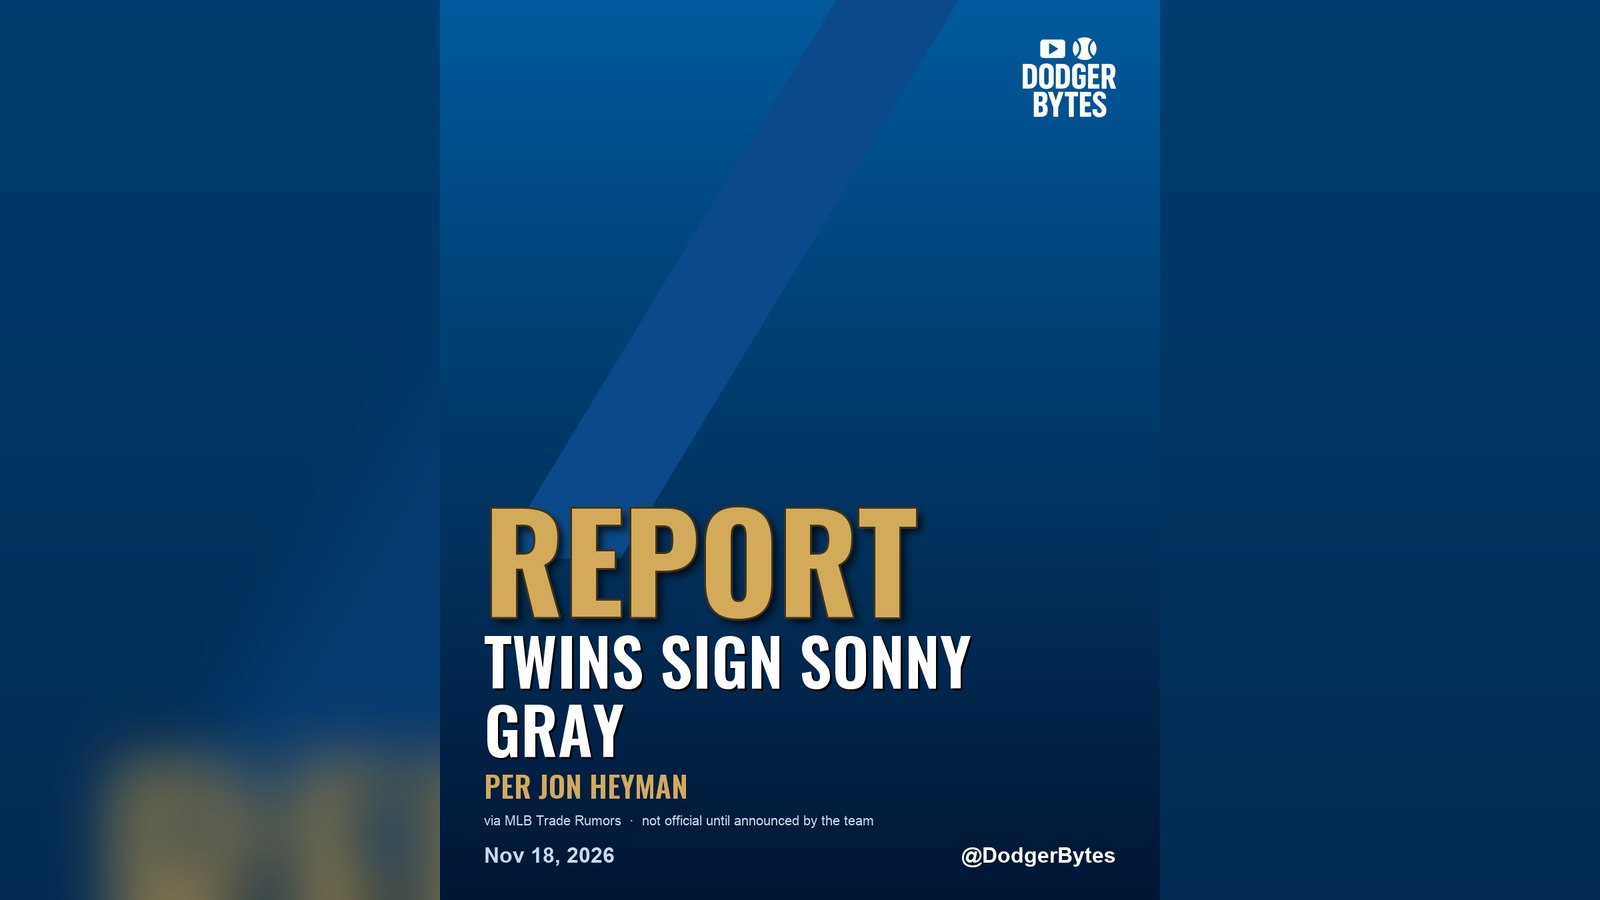 DODGER
BYTES
REPORT
TWINS SIGN SONNY
GRAY
PER JON HEYMAN
via MLB Trade Rumors · not official until announced by the team
Nov 18, 2026
@DodgerBytes